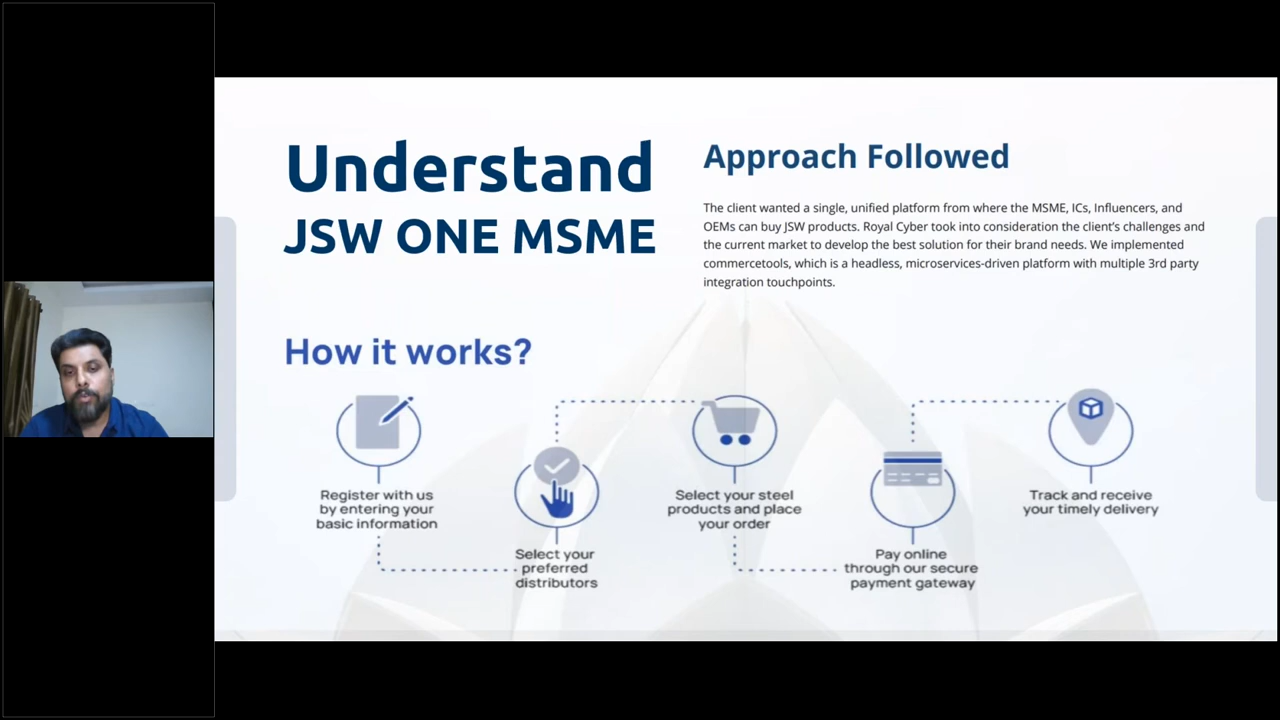 Understand
JSW ONE MSME
Approach Followed
The client wanted a single, unified platform from where the MSME, ICs, Influencers, and
OEMs can buy JSW products. Royal Cyber took into consideration the client's challenges and
the current market to develop the best solution for their brand needs. We implemented
commercetools, which is a headless, microservices-driven platform with multiple 3rd party
integration touchpoints.
How it works?
Register with us
by entering your
basic information
Select your
preferred
distributors
Select your steel
products and place
your order
Pay online
through our secure
payment gateway
Track and receive
your timely delivery